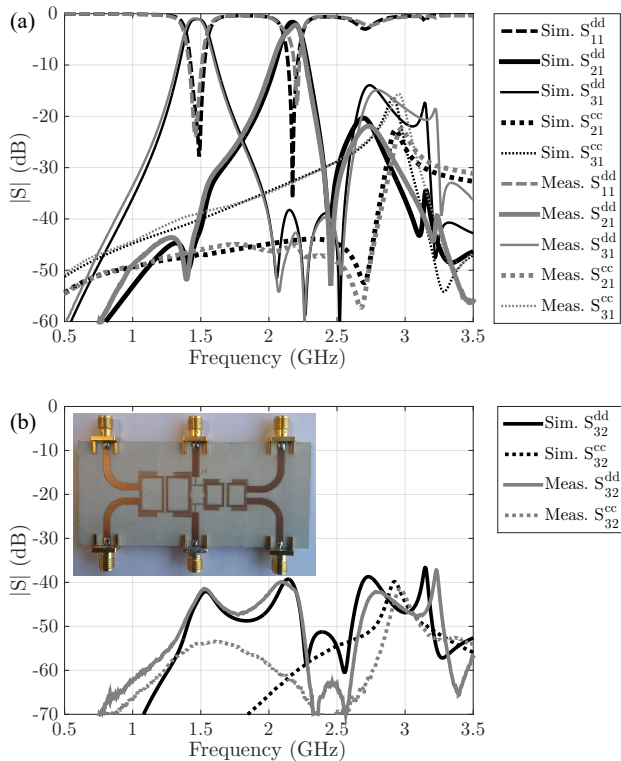 (a)
0
-10
-20
-30
-40
-50
-60
|S| (dB)
0.5 1 1.5 2 2.5 3 3.5
Frequency (GHz)
Sim. S₁₁ᵈᵈ
Sim. S₂₁ᵈᵈ
Sim. S₃₁ᵈᵈ
Sim. S₂₁ᶜᶜ
Sim. S₃₁ᶜᶜ
Meas. S₁₁ᵈᵈ
Meas. S₂₁ᵈᵈ
Meas. S₃₁ᵈᵈ
Meas. S₂₁ᶜᶜ
Meas. S₃₁ᶜᶜ
(b)
0
-10
-20
-30
-40
-50
-60
-70
|S| (dB)
0.5 1 1.5 2 2.5 3 3.5
Frequency (GHz)
Sim. S₃₂ᵈᵈ
Sim. S₃₂ᶜᶜ
Meas. S₃₂ᵈᵈ
Meas. S₃₂ᶜᶜ